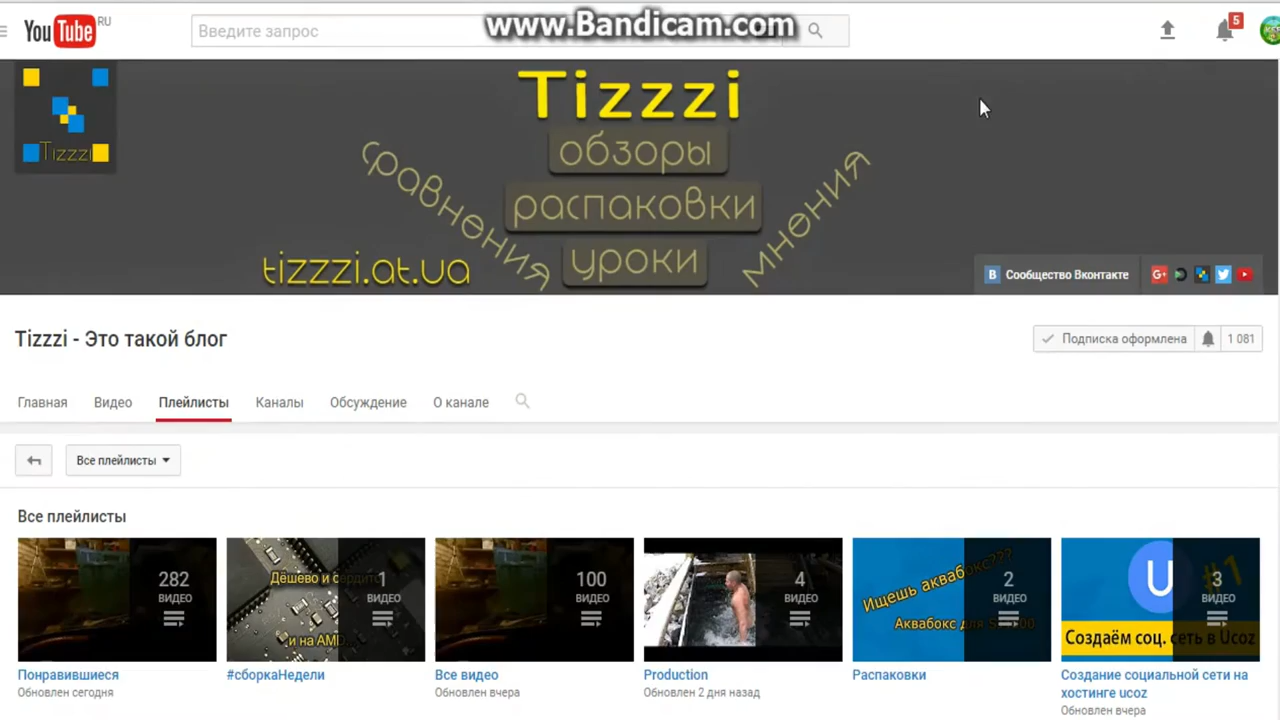 YouTube RU
Введите запрос
www.Bandicam.com
5
Tizzzi
Tizzzi
обзоры
распаковки
уроки
сравнения
мнения
tizzzi.at.ua
В Сообщество Вконтакте
G+
Tizzzi - Это такой блог
Подписка оформлена
1 081
Главная
Видео
Плейлисты
Каналы
Обсуждение
О канале
Все плейлисты
Все плейлисты
282
ВИДЕО
Понравившиеся
Обновлен сегодня
Дёшево и сердито
и на AMD
1
ВИДЕО
#сборкаНедели
100
ВИДЕО
Все видео
Обновлен вчера
4
ВИДЕО
Production
Обновлен 2 дня назад
Ищешь аквабокс???
Аквабокс для
2
ВИДЕО
Распаковки
U
#1
3
ВИДЕО
Создаём соц. сеть в Ucoz
Создание социальной сети на
хостинге ucoz
Обновлен вчера